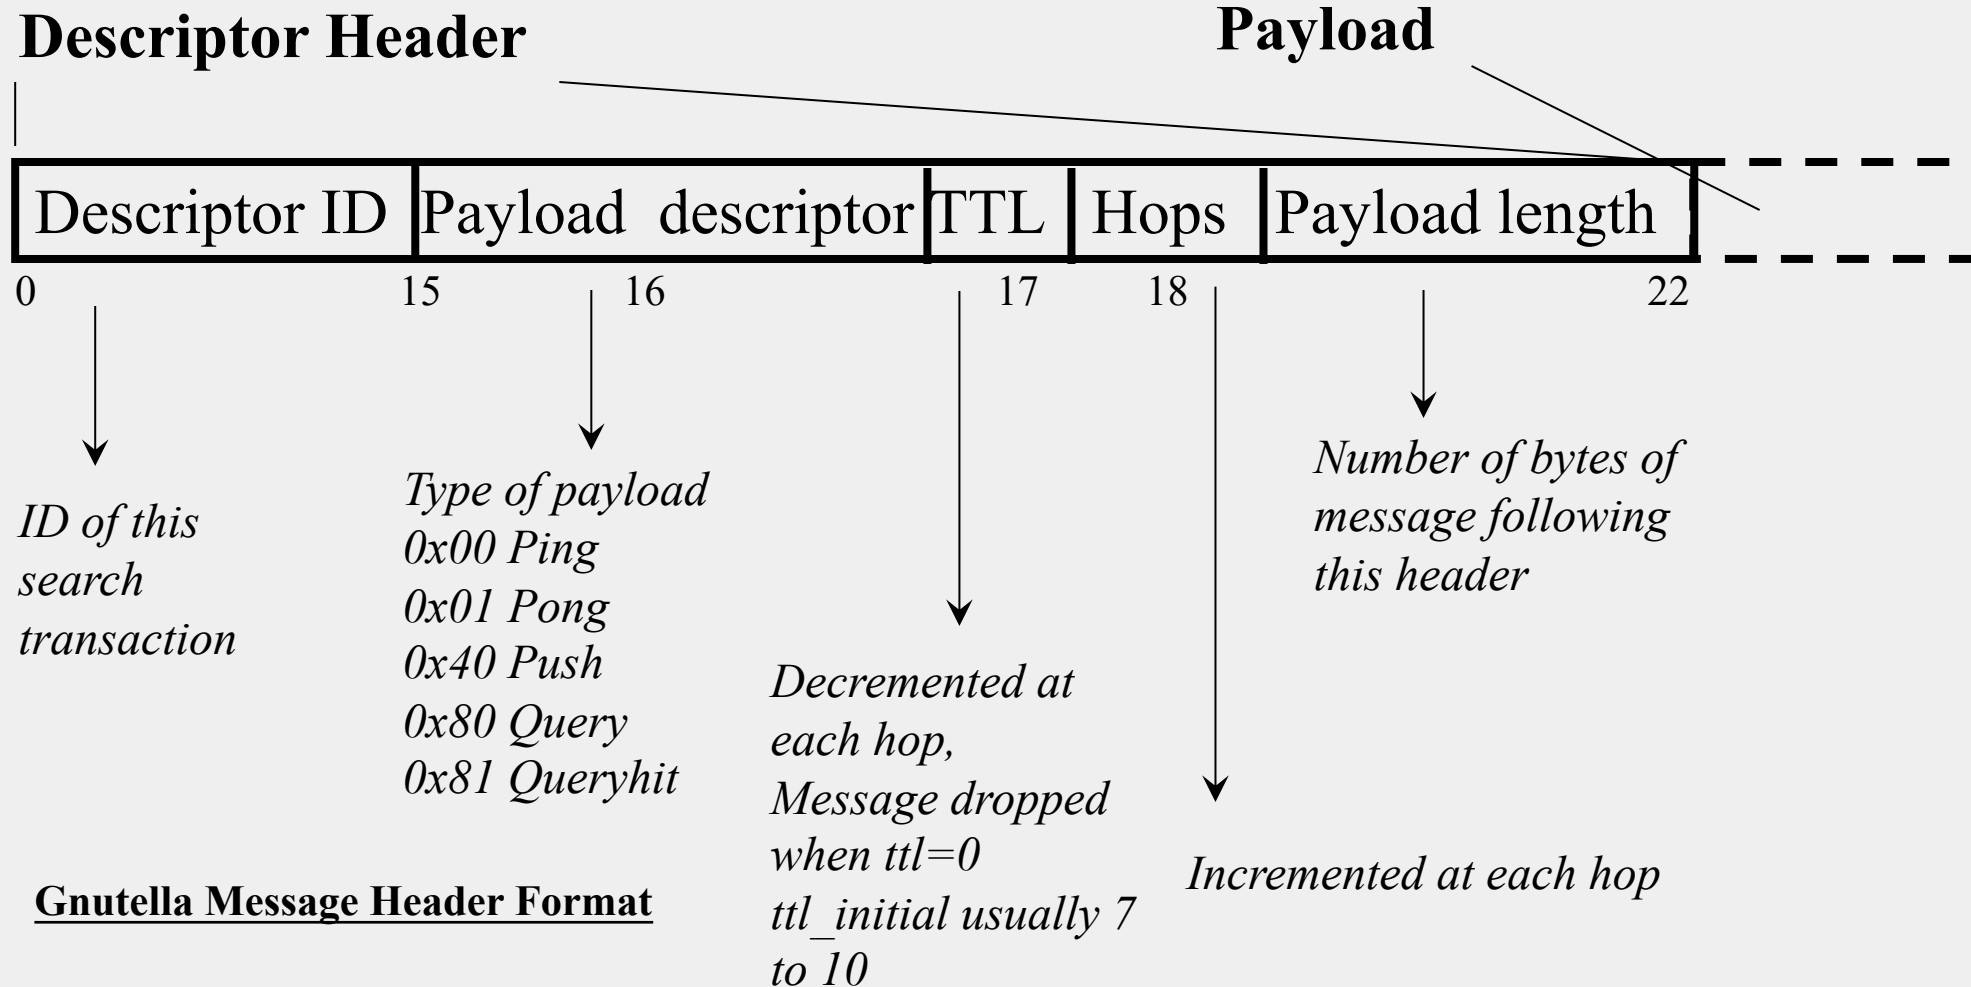 Descriptor Header
Payload
Descriptor ID
Payload descriptor
TTL
Hops
Payload length
0
15
16
17
18
22
ID of this
search
transaction
Type of payload
0x00 Ping
0x01 Pong
0x40 Push
0x80 Query
0x81 Queryhit
Decremented at
each hop,
Message dropped
when ttl=0
ttl_initial usually 7
to 10
Incremented at each hop
Number of bytes of
message following
this header
Gnutella Message Header Format